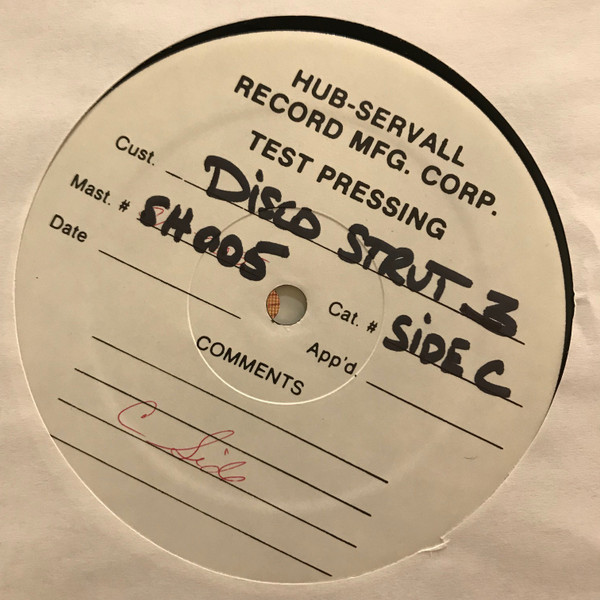 HUB-SERVALL
RECORD MFG. CORP.
TEST PRESSING
Cust. DISCO STRUT 3
Mast. # SH005
Cat. # SIDE C
Date
App'd.
COMMENTS
C Side